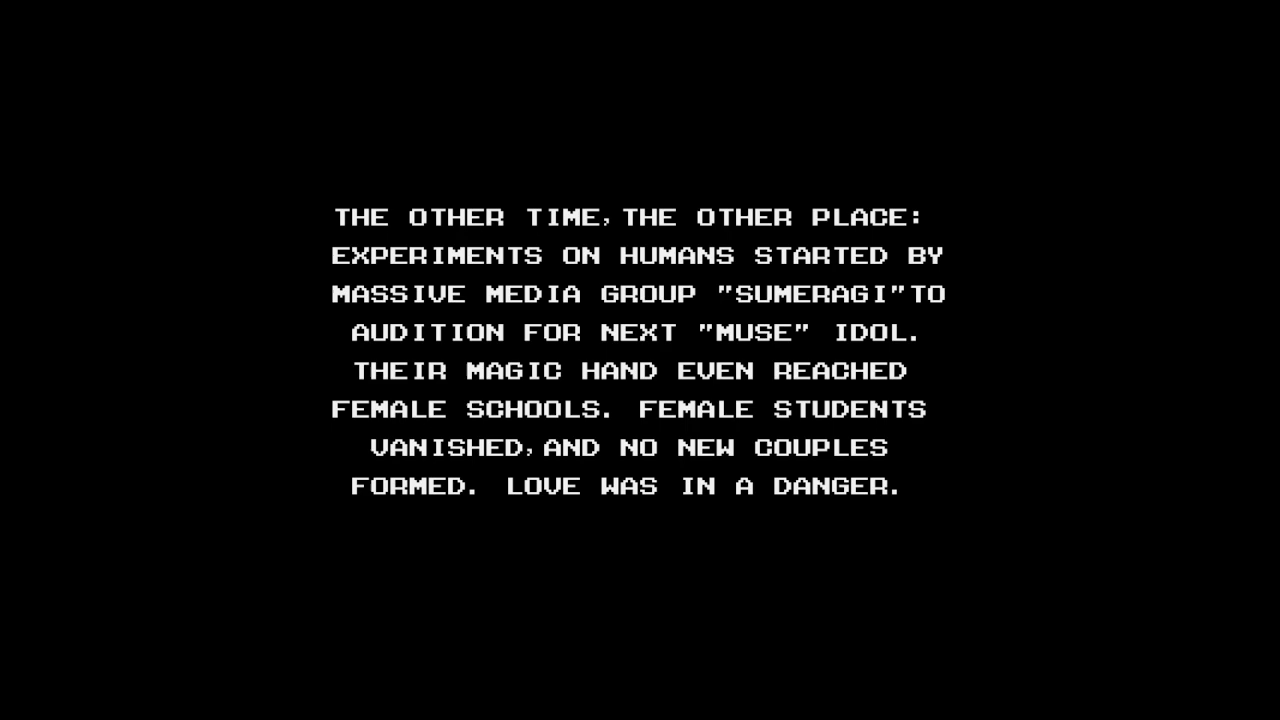 THE OTHER TIME, THE OTHER PLACE:
EXPERIMENTS ON HUMANS STARTED BY
MASSIVE MEDIA GROUP "SUMERAGI"TO
AUDITION FOR NEXT "MUSE" IDOL.
THEIR MAGIC HAND EVEN REACHED
FEMALE SCHOOLS. FEMALE STUDENTS
VANISHED,AND NO NEW COUPLES
FORMED. LOVE WAS IN A DANGER.